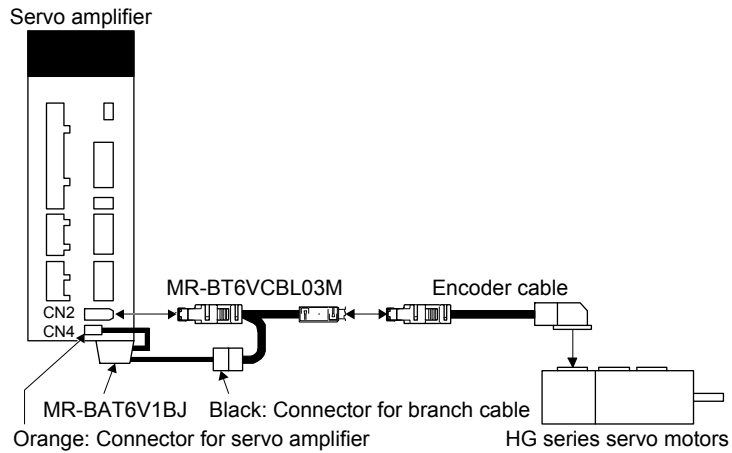 Servo amplifier
MR-BT6VCBL03M
Encoder cable
CN2
CN4
MR-BAT6V1BJ
Black: Connector for branch cable
Orange: Connector for servo amplifier
HG series servo motors